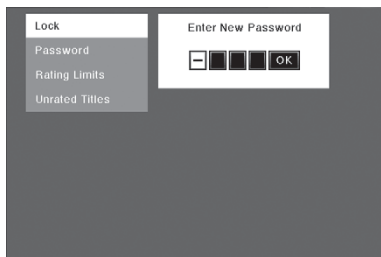 Lock
Password
Rating Limits
Unrated Titles
Enter New Password
– OK